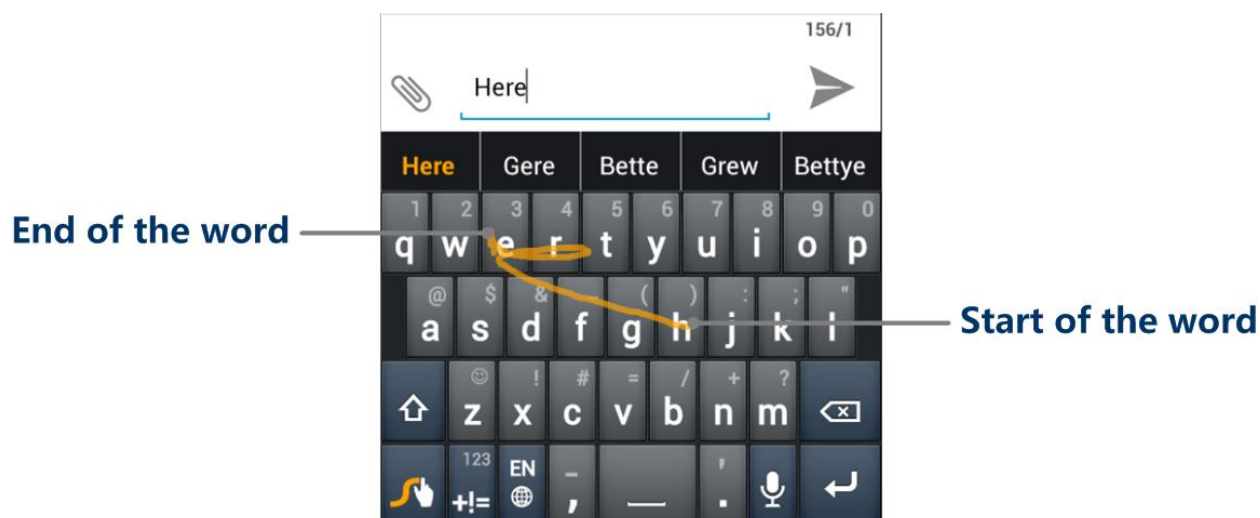 156/1
Here
Here Gere Bette Grew Bettye
1 2 3 4 5 6 7 8 9 0
q w e r t y u i o p
End of the word
@ $ & _ ( ) : ; "
a s d f g h j k l
Start of the word
☺ ! # = / + ?
z x c v b n m
123 EN _ '
+!= , .